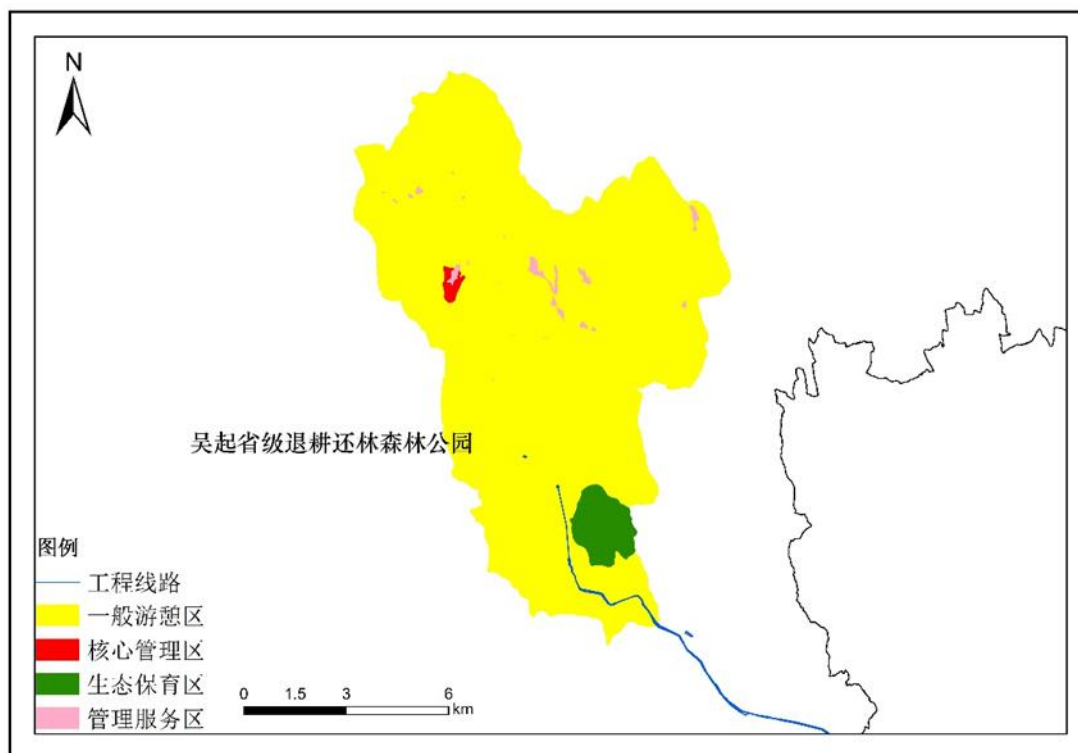 N
吴起省级退耕还林森林公园
图例
工程线路
一般游憩区
核心管理区
生态保育区
管理服务区
0 1.5 3 6
km